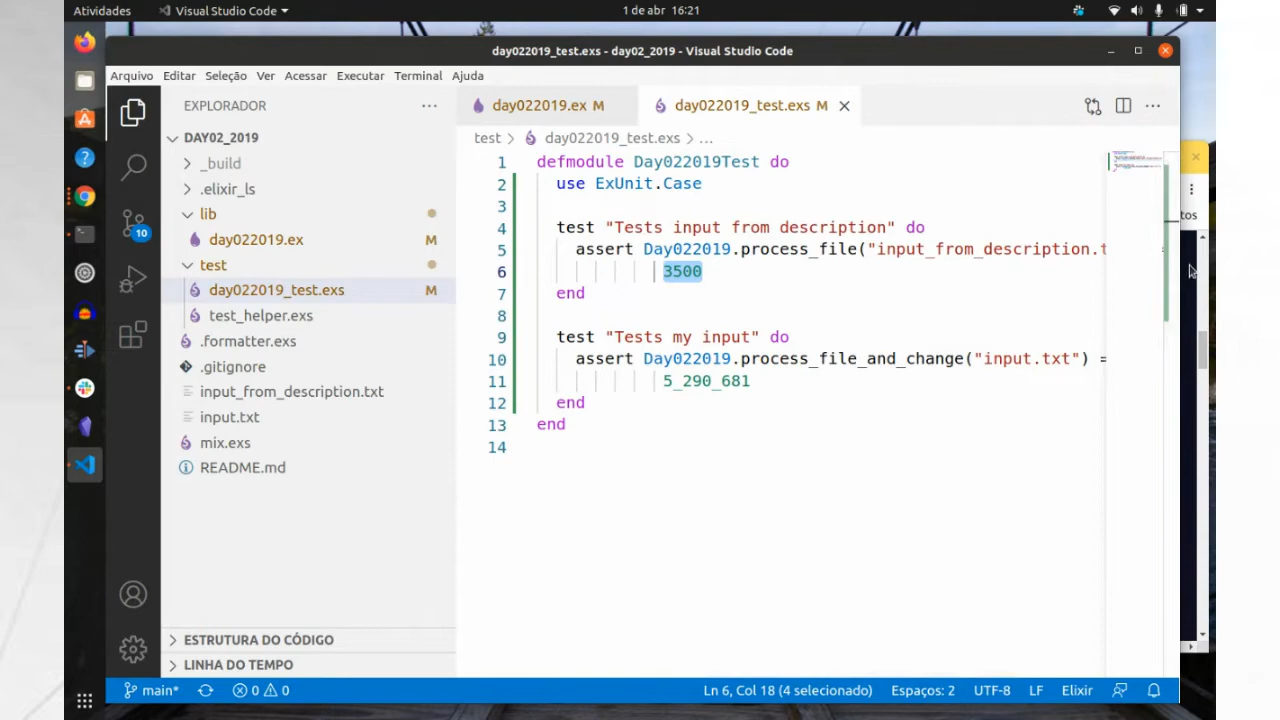 Atividades
Visual Studio Code
1 de abr 16:21
day022019_test.exs - day02_2019 - Visual Studio Code
Arquivo Editar Seleção Ver Acessar Executar Terminal Ajuda
EXPLORADOR
DAY02_2019
_build
.elixir_ls
lib
day022019.ex M
test
day022019_test.exs M
test_helper.exs
.formatter.exs
.gitignore
input_from_description.txt
input.txt
mix.exs
README.md
ESTRUTURA DO CÓDIGO
LINHA DO TEMPO
10
day022019.ex M
day022019_test.exs M
test > day022019_test.exs > ...
1 defmodule Day022019Test do
2 use ExUnit.Case
3
4 test "Tests input from description" do
5 assert Day022019.process_file("input_from_description.t
6 3500
7 end
8
9 test "Tests my input" do
10 assert Day022019.process_file_and_change("input.txt") =
11 5_290_681
12 end
13 end
14
tos
main* 0 0 Ln 6, Col 18 (4 selecionado) Espaços: 2 UTF-8 LF Elixir